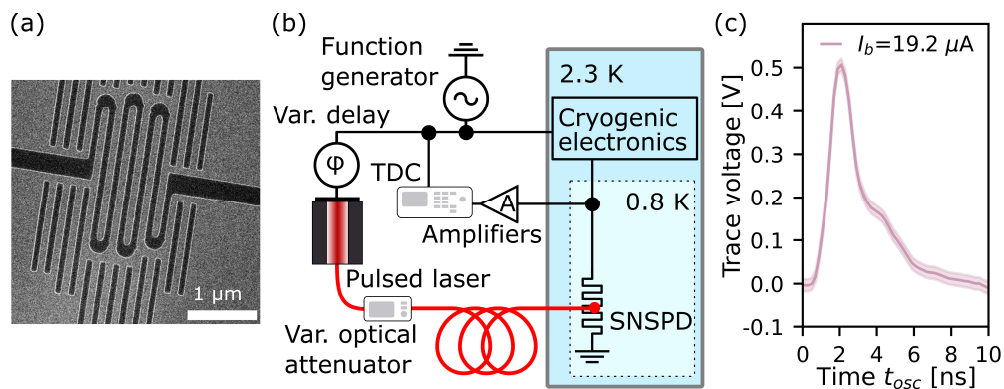 (a)
1 µm
(b)
Function
generator
Var. delay
φ
TDC
A
Amplifiers
Pulsed laser
Var. optical
attenuator
2.3 K
Cryogenic
electronics
0.8 K
SNSPD
(c)
I_b=19.2 µA
Trace voltage [V]
0.5
0.4
0.3
0.2
0.1
0.0
-0.1
0 2 4 6 8 10
Time t_osc [ns]